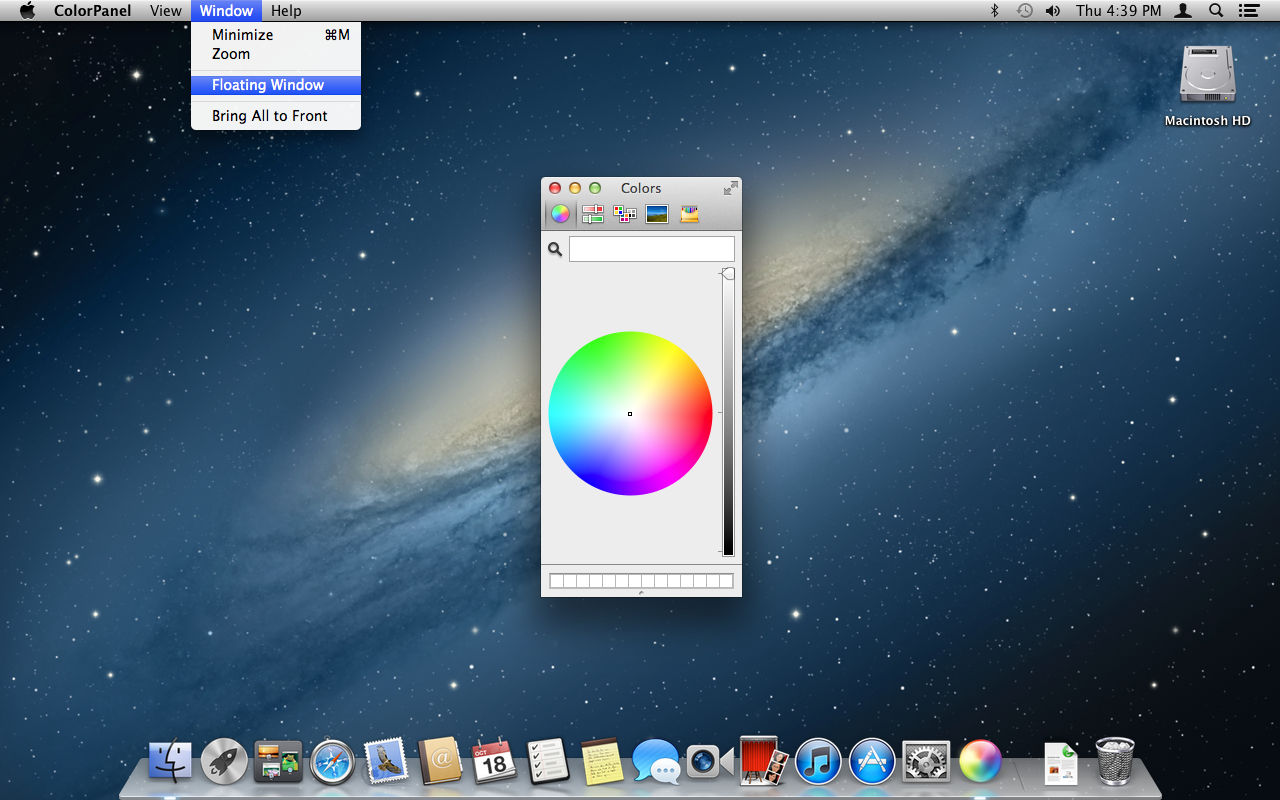 ColorPanel View Window Help Thu 4:39 PM
Minimize ⌘M
Zoom
Floating Window
Bring All to Front
Macintosh HD
Colors
OCT
18